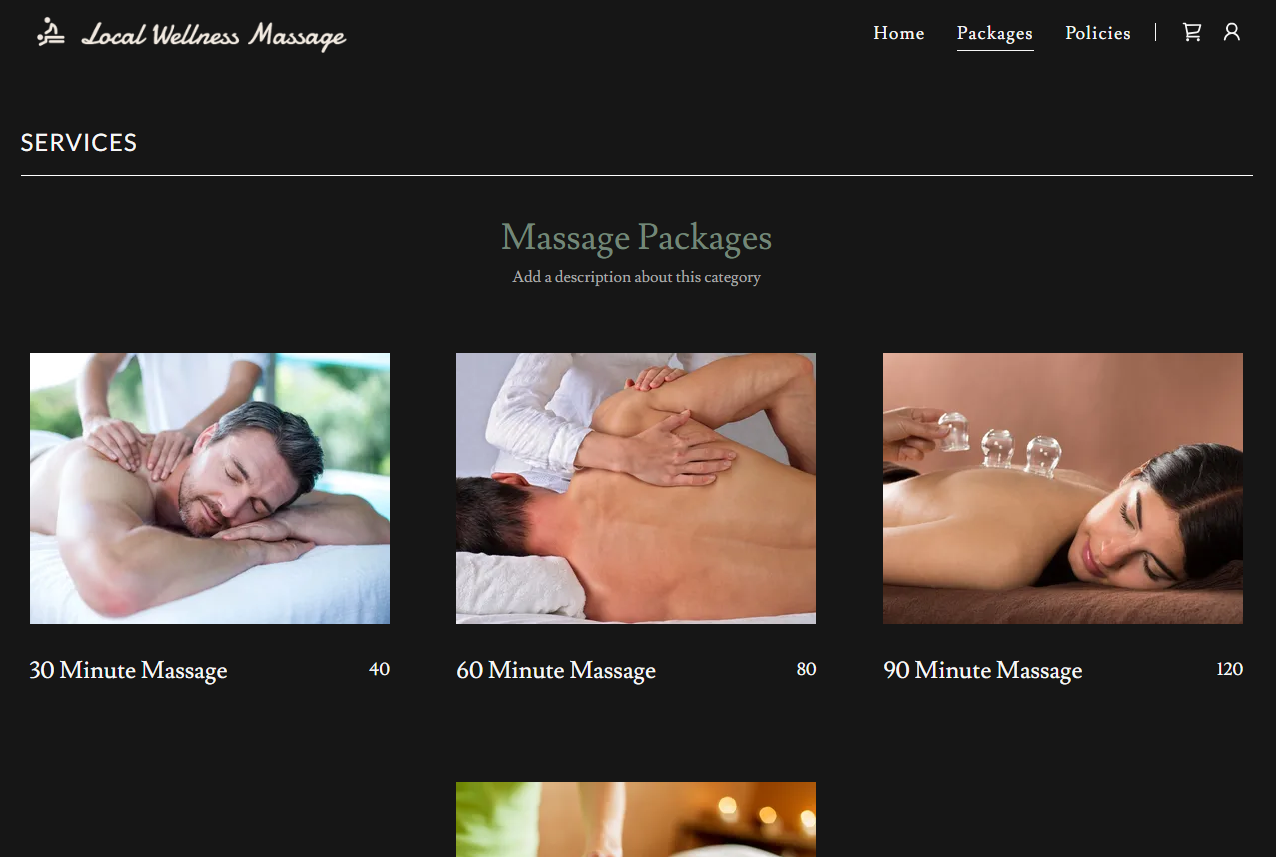 Local Wellness Massage
Home Packages Policies
SERVICES
Massage Packages
Add a description about this category
30 Minute Massage 40
60 Minute Massage 80
90 Minute Massage 120